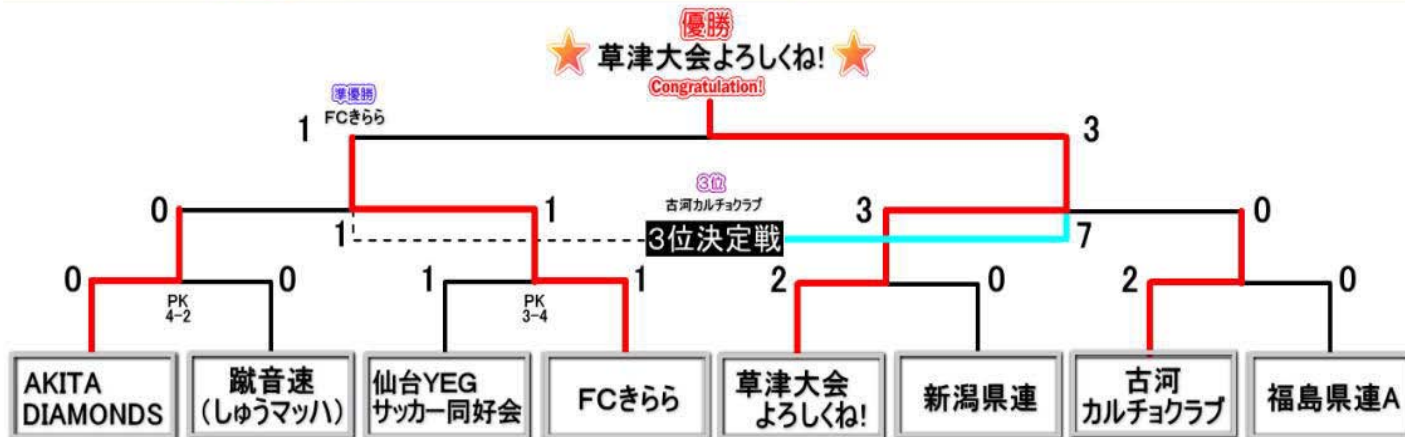 優勝
草津大会よろしくね!
Congratulation!
準優勝
FCきらら
1
3
3位
古河カルチョクラブ
0
1
3
0
1
3位決定戦
7
0
0
1
1
2
0
2
0
PK
4-2
PK
3-4
AKITA
DIAMONDS
蹴音速
(しゅうマッハ)
仙台YEG
サッカー同好会
FCきらら
草津大会
よろしくね!
新潟県連
古河
カルチョクラブ
福島県連A